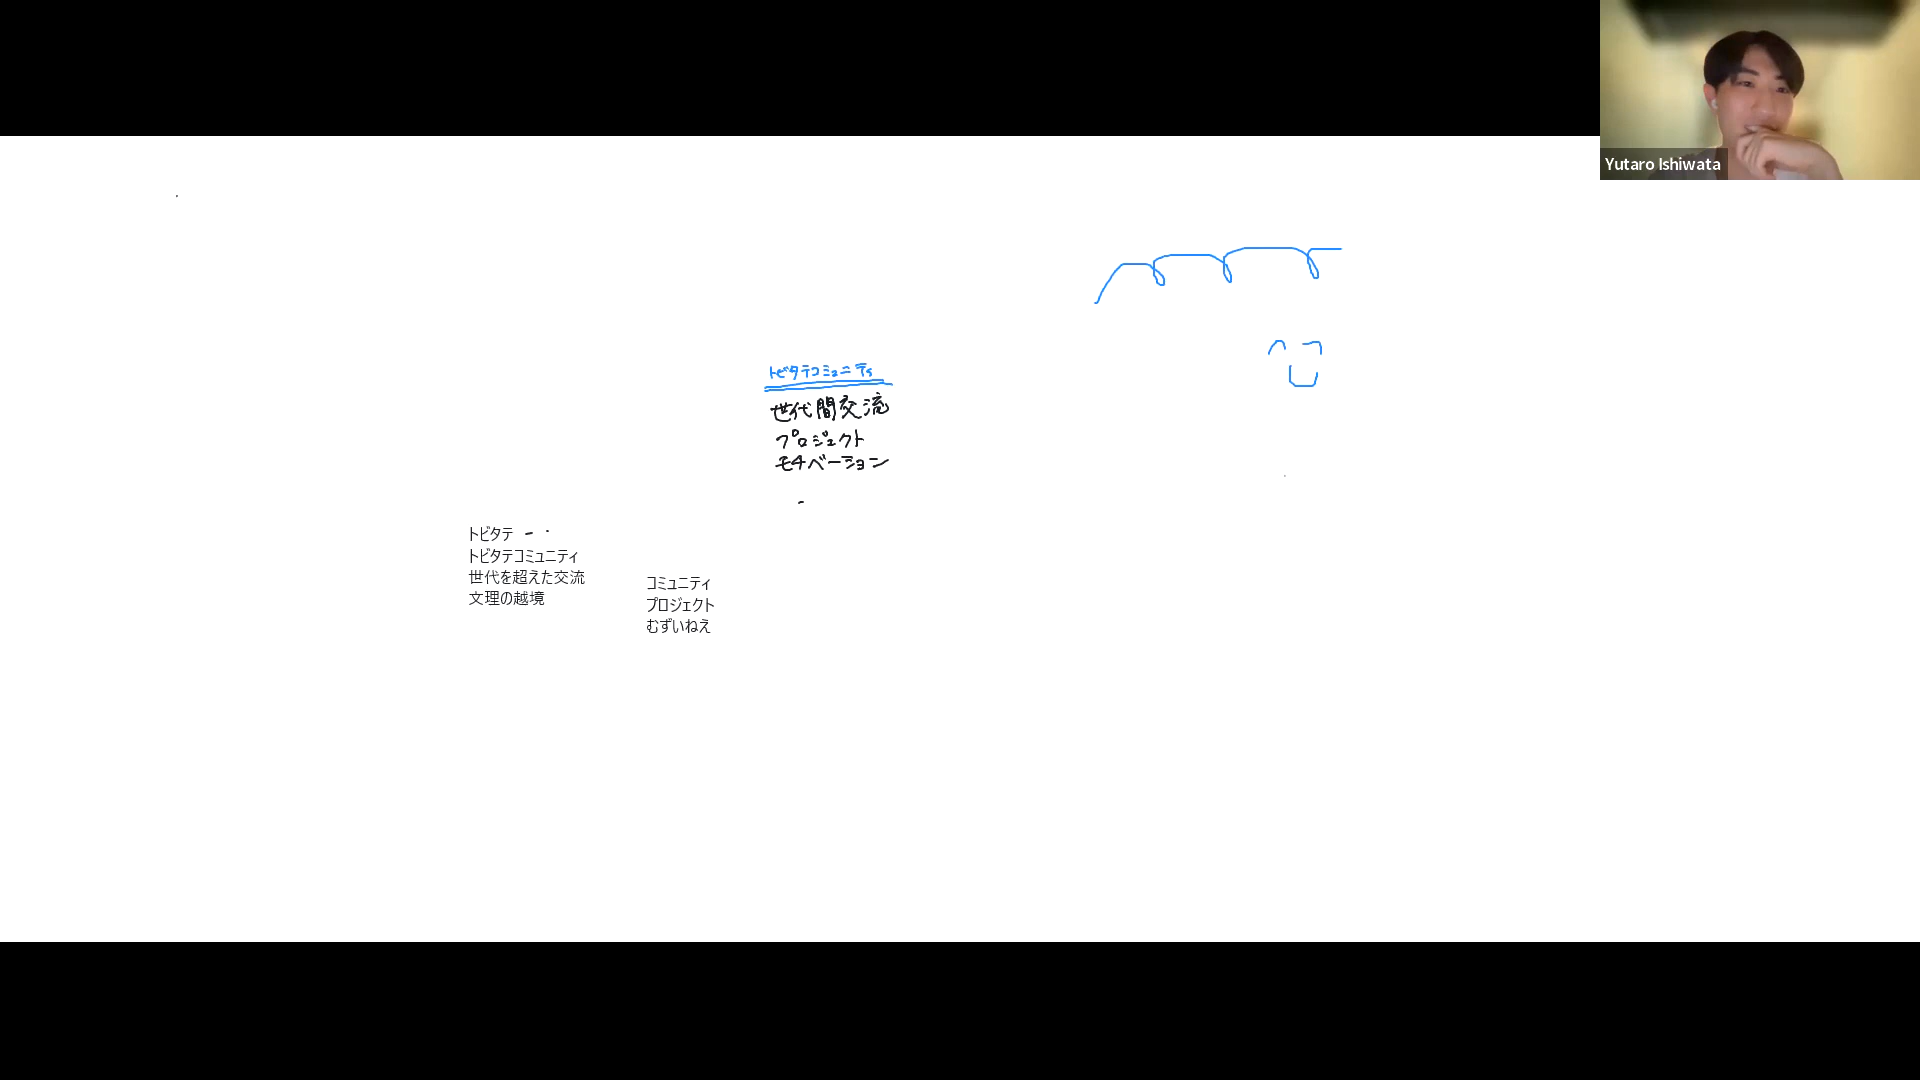 Yutaro Ishiwata
トビタテコミュニティ
世代間交流
プロジェクト
モチベーション
トビタテ
トビタテコミュニティ
世代を超えた交流
文理の越境
コミュニティ
プロジェクト
むずいねえ